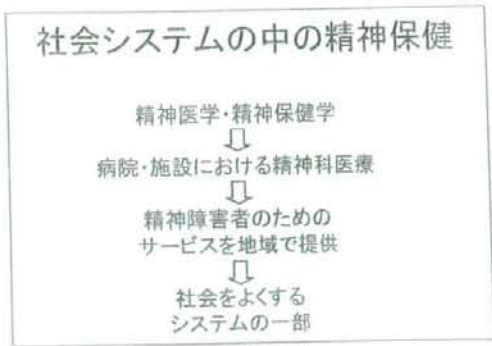 社会システムの中の精神保健
精神医学・精神保健学
病院・施設における精神科医療
精神障害者のための
サービスを地域で提供
社会をよくする
システムの一部